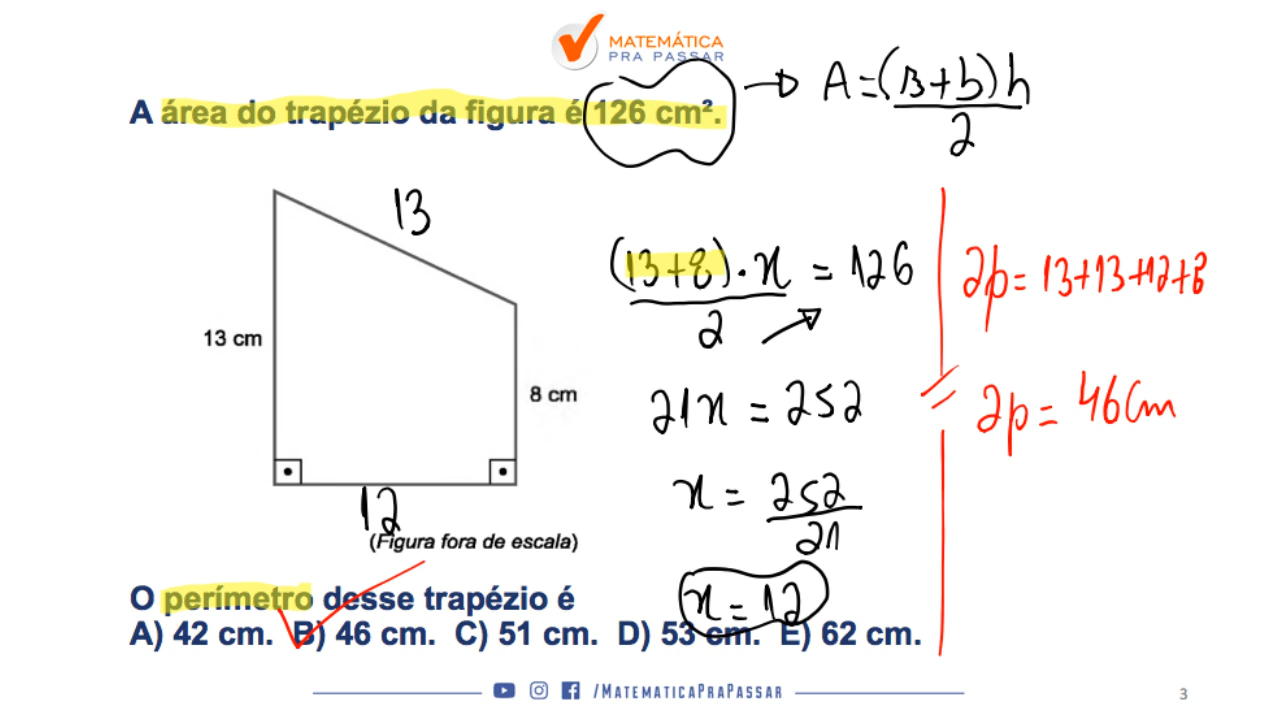 MATEMÁTICA
PRA PASSAR
A área do trapézio da figura é 126 cm².
→ A = (B+b)h
2
13
13 cm
8 cm
12
(Figura fora de escala)
(13+8)·x = 126
2
21x = 252
x = 252
21
x = 12
2p = 13+13+12+8
2p = 46cm
O perímetro desse trapézio é
A) 42 cm. B) 46 cm. C) 51 cm. D) 53 cm. E) 62 cm.
/MatematicaPraPassar
3